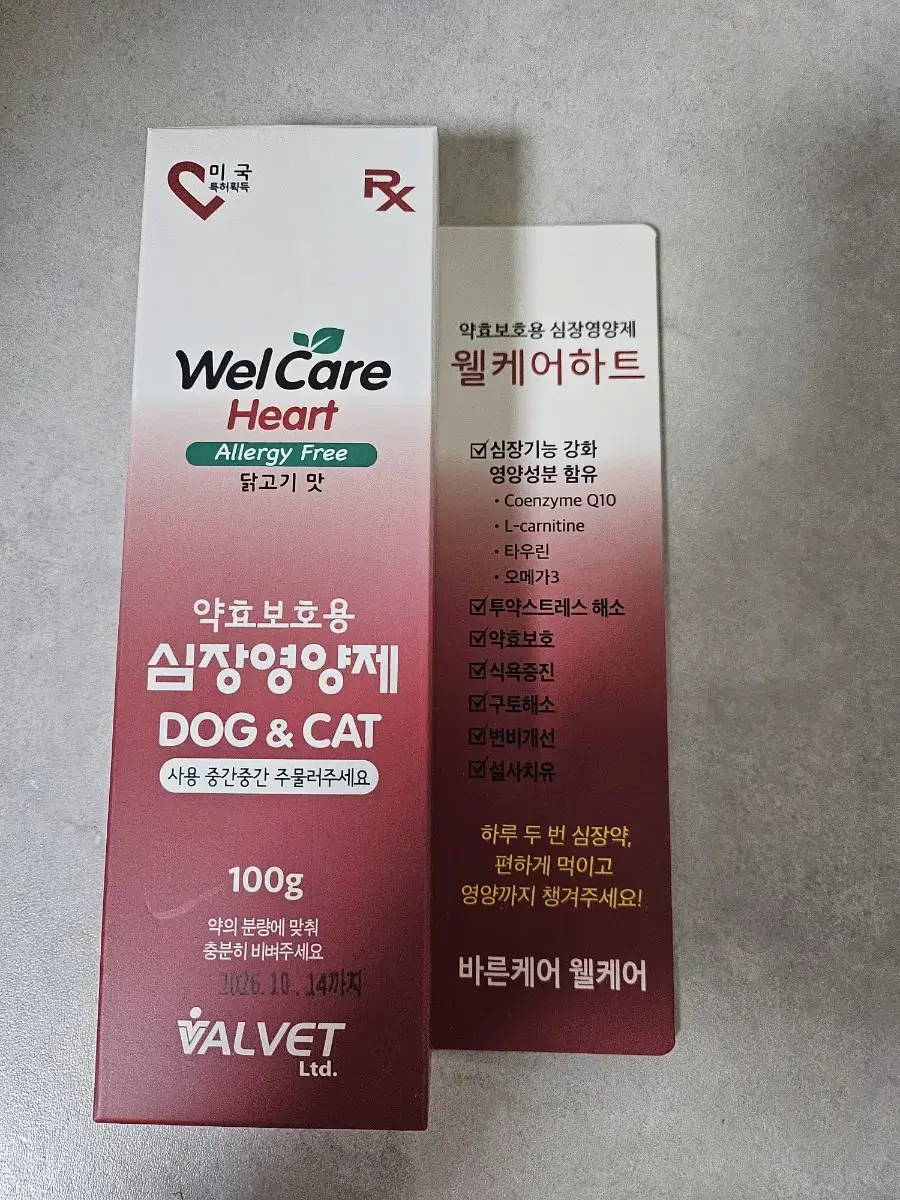 미국
특허획득
Rx
WelCare
Heart
Allergy Free
닭고기 맛
약효보호용
심장영양제
DOG & CAT
사용 중간중간 주물러주세요
100g
약의 분량에 맞춰
충분히 비벼주세요
2026.10.14까지
VALVET
Ltd.
약효보호용 심장영양제
웰케어하트
☑심장기능 강화
영양성분 함유
• Coenzyme Q10
• L-carnitine
• 타우린
• 오메가3
☑투약스트레스 해소
☑약효보호
☑식욕증진
☑구토해소
☑변비개선
☑설사치유
하루 두 번 심장약,
편하게 먹이고
영양까지 챙겨주세요!
바른케어 웰케어